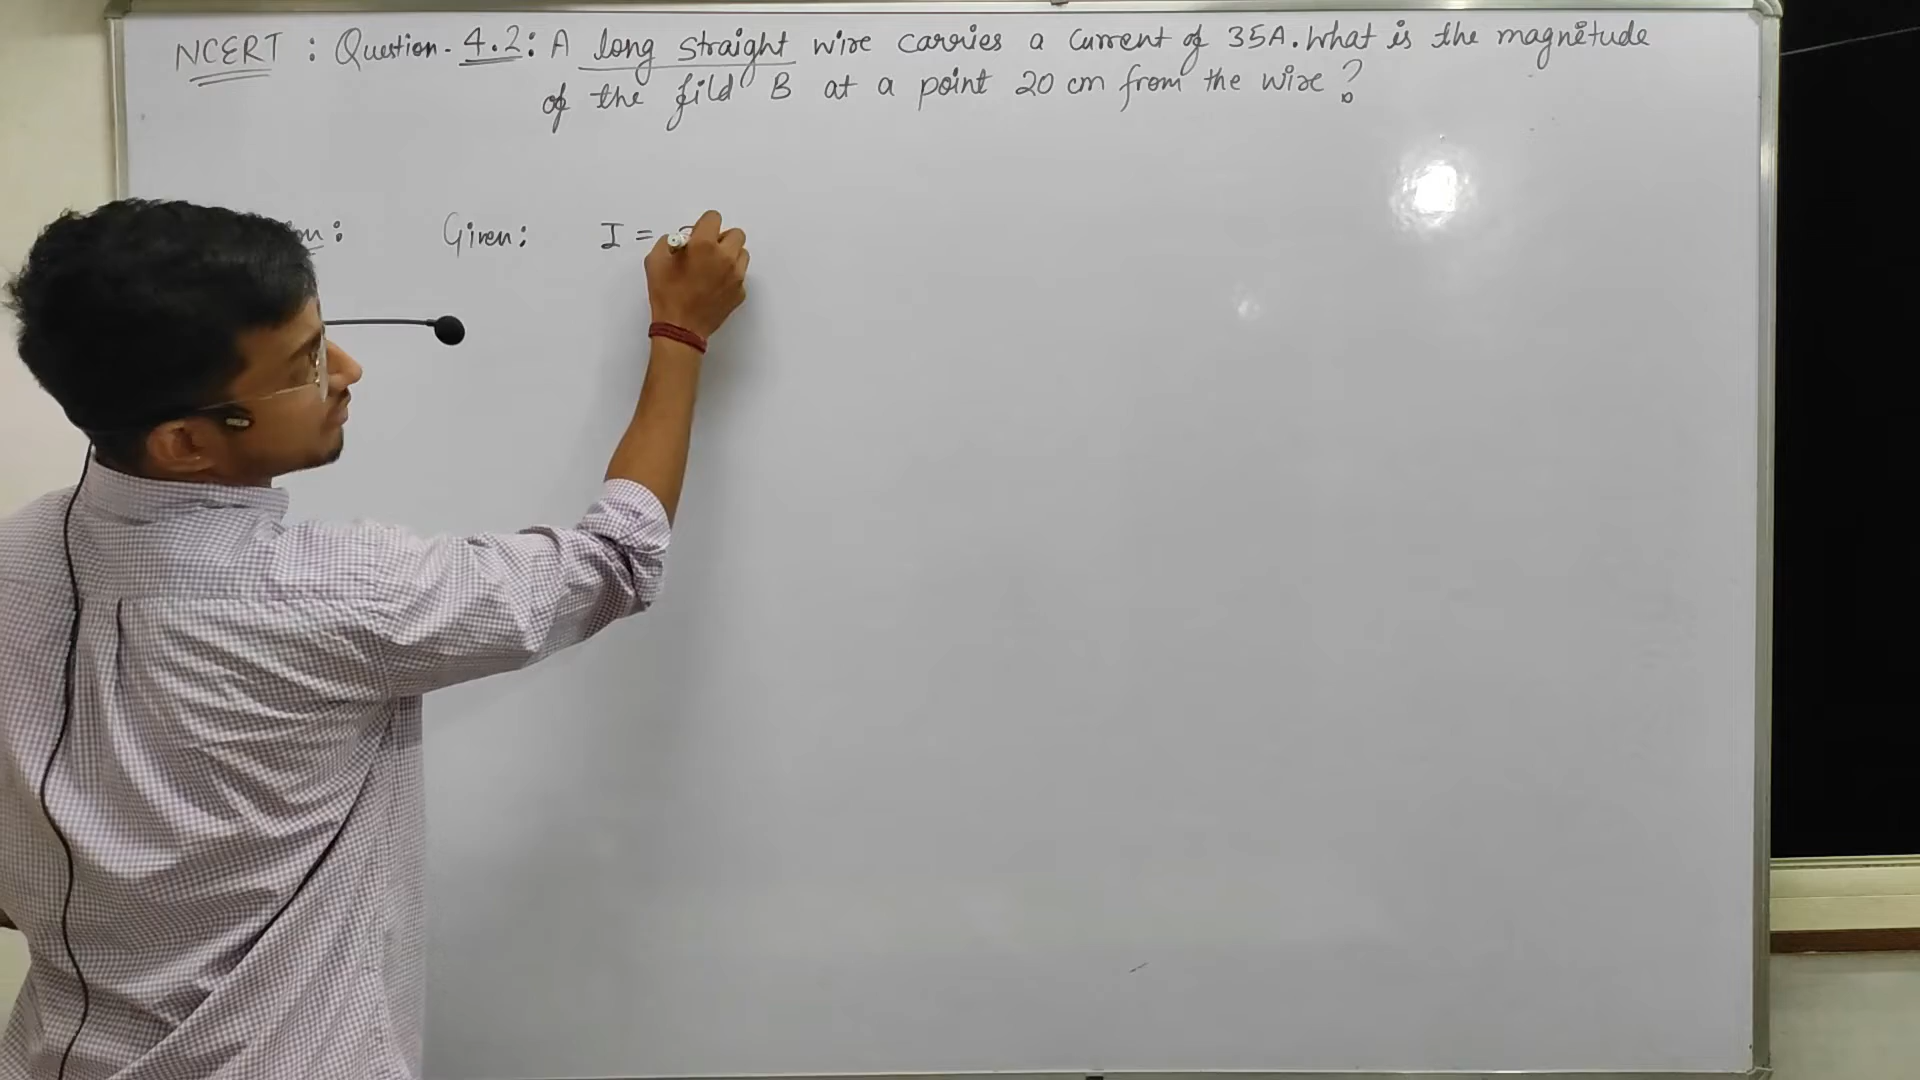 NCERT : Question. 4.2: A long straight wire carries a current of 35A. What is the magnetude
of the fild B at a point 20 cm from the wire ?
Given: I =